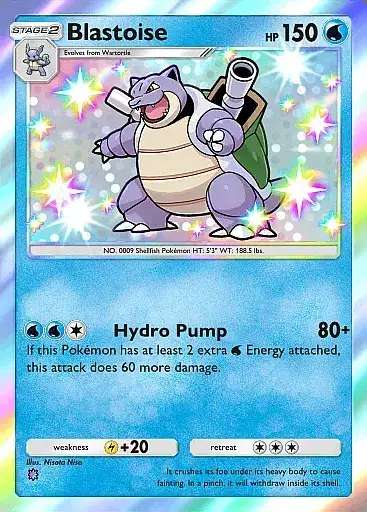 STAGE 2 Blastoise HP 150
Evolves from Wartortle
NO. 0009 Shellfish Pokémon HT: 5'3" WT: 188.5 lbs.
Hydro Pump 80+
If this Pokémon has at least 2 extra Energy attached,
this attack does 60 more damage.
weakness +20 retreat
Illus. Nisota Niso
It crushes its foe under its heavy body to cause
fainting. In a pinch, it will withdraw inside its shell.